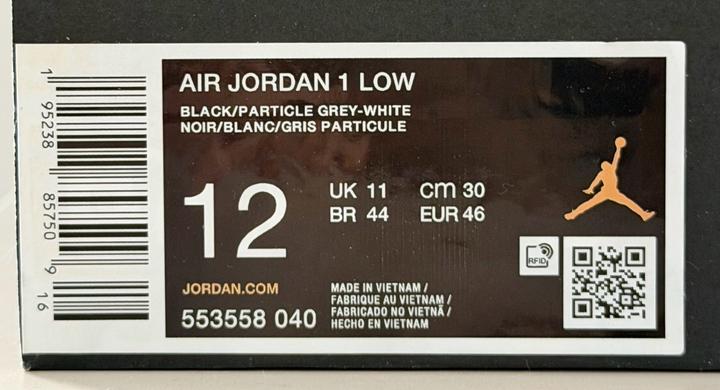 AIR JORDAN 1 LOW
BLACK/PARTICLE GREY-WHITE
NOIR/BLANC/GRIS PARTICULE
12
UK 11
cm 30
BR 44
EUR 46
RFID
JORDAN.COM
553558 040
MADE IN VIETNAM /
FABRIQUE AU VIETNAM /
FABRICADO NO VIETNÃ /
HECHO EN VIETNAM
1 95238 85750 9 16